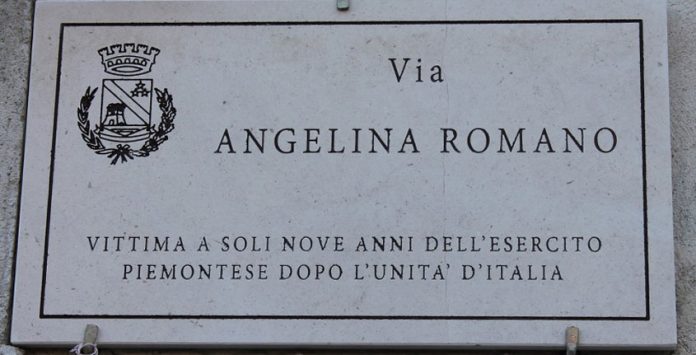 Via
ANGELINA ROMANO
VITTIMA A SOLI NOVE ANNI DELL'ESERCITO
PIEMONTESE DOPO L'UNITA' D'ITALIA